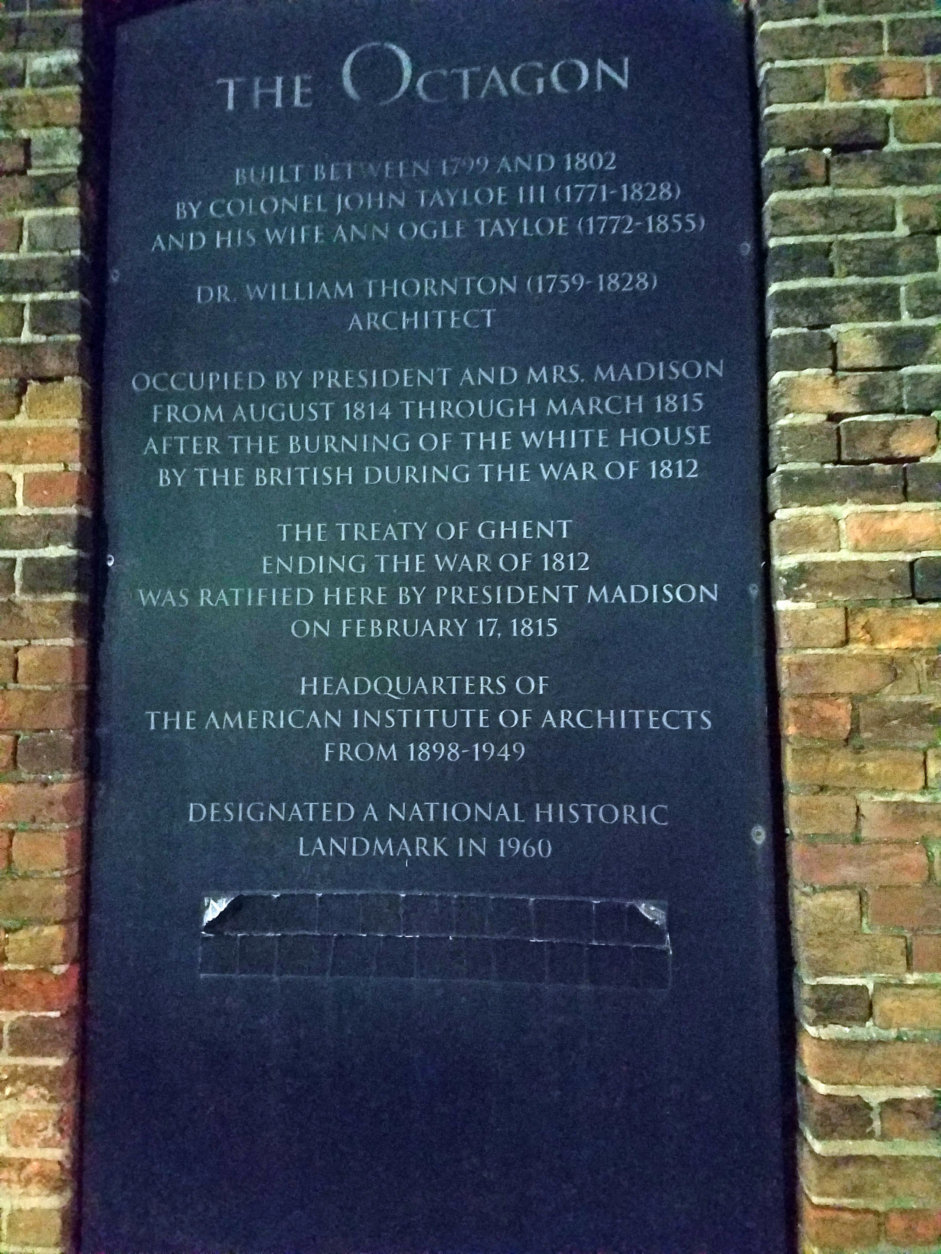 THE OCTAGON
BUILT BETWEEN 1799 AND 1802
BY COLONEL JOHN TAYLOE III (1771-1828)
AND HIS WIFE ANN OGLE TAYLOE (1772-1855)
DR. WILLIAM THORNTON (1759-1828)
ARCHITECT
OCCUPIED BY PRESIDENT AND MRS. MADISON
FROM AUGUST 1814 THROUGH MARCH 1815
AFTER THE BURNING OF THE WHITE HOUSE
BY THE BRITISH DURING THE WAR OF 1812
THE TREATY OF GHENT
ENDING THE WAR OF 1812
WAS RATIFIED HERE BY PRESIDENT MADISON
ON FEBRUARY 17, 1815
HEADQUARTERS OF
THE AMERICAN INSTITUTE OF ARCHITECTS
FROM 1898-1949
DESIGNATED A NATIONAL HISTORIC
LANDMARK IN 1960